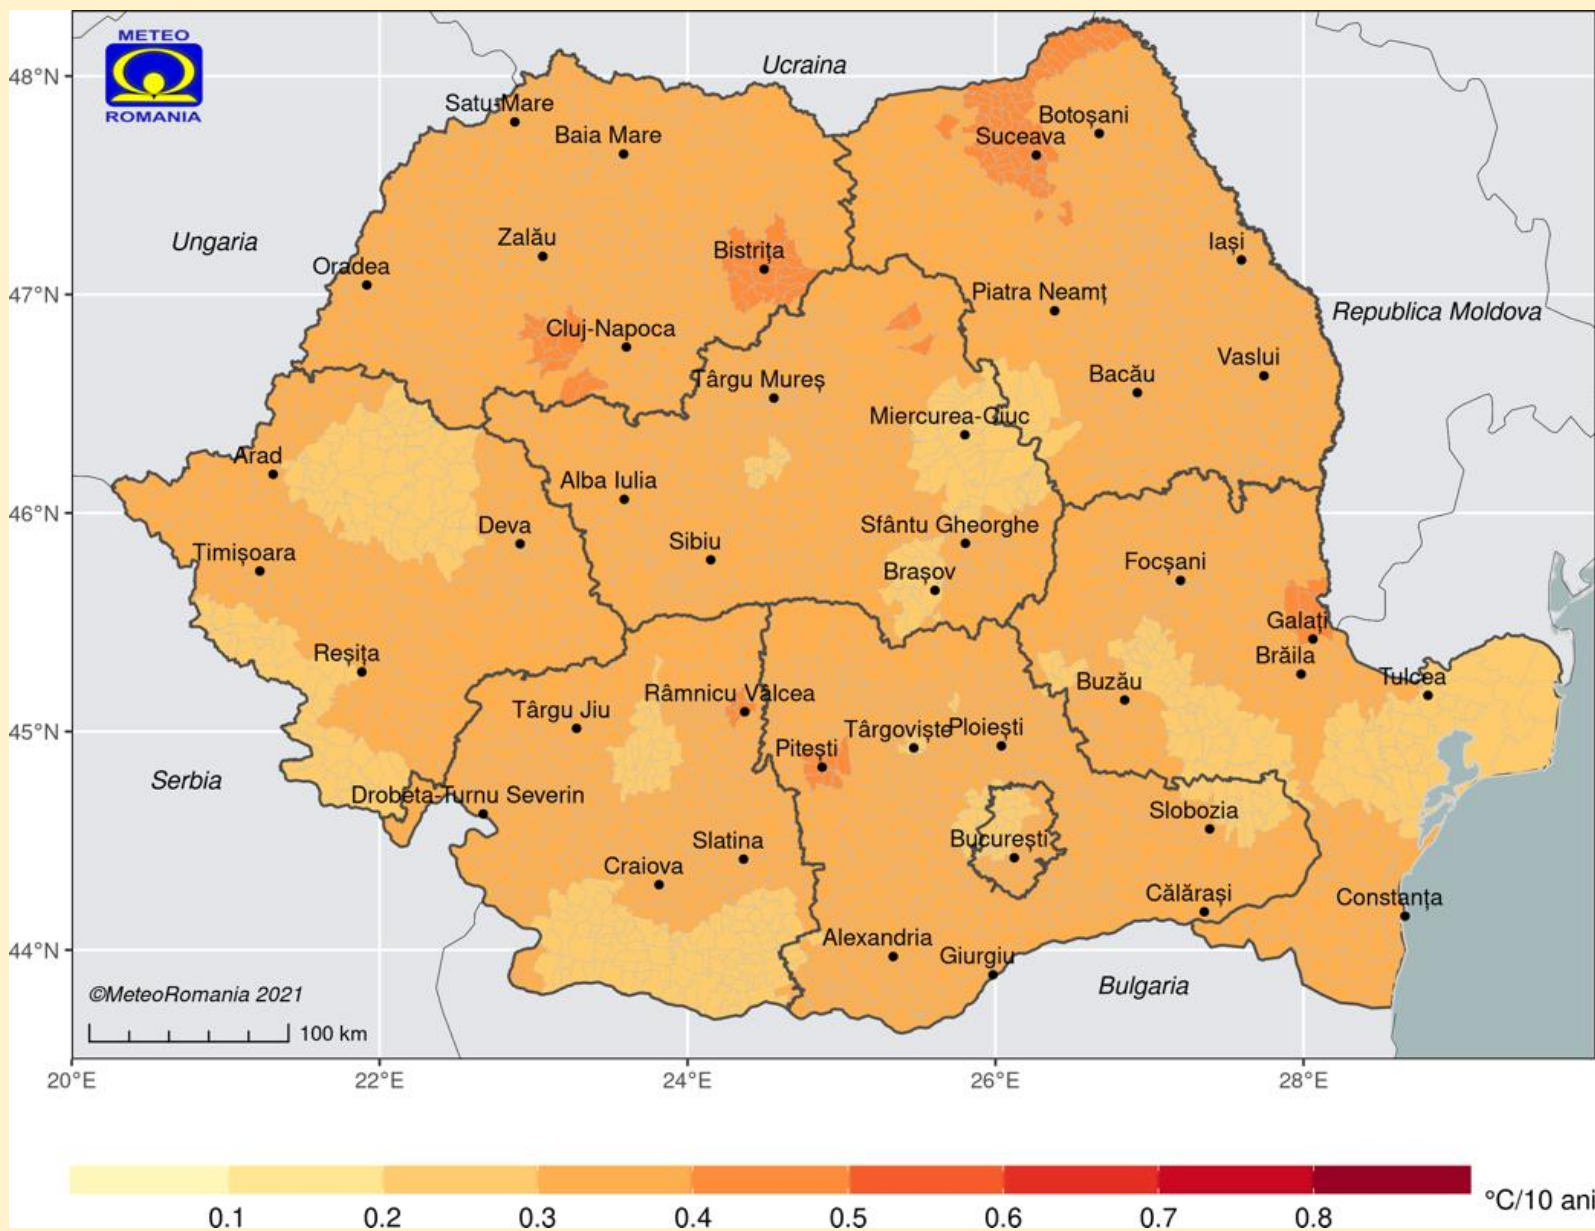 METEO
ROMANIA
Ucraina
48°N
Satu Mare
Botoșani
Baia Mare
Suceava
Zalău
Ungaria
Bistrița
Iași
Oradea
47°N
Piatra Neamț
Republica Moldova
Cluj-Napoca
Vaslui
Târgu Mureș
Bacău
Miercurea-Ciuc
Arad
Alba Iulia
46°N
Deva
Sfântu Gheorghe
Sibiu
Timișoara
Focșani
Brașov
Galați
Reșița
Brăila
Tulcea
Buzău
Râmnicu Vâlcea
Târgu Jiu
45°N
Târgoviște
Ploiești
Pitești
Serbia
Drobeta-Turnu Severin
Slobozia
București
Slatina
Craiova
Călărași
Constanța
44°N
Alexandria
Giurgiu
Bulgaria
©MeteoRomania 2021
100 km
20°E 22°E 24°E 26°E 28°E
°C/10 ani
0.1 0.2 0.3 0.4 0.5 0.6 0.7 0.8